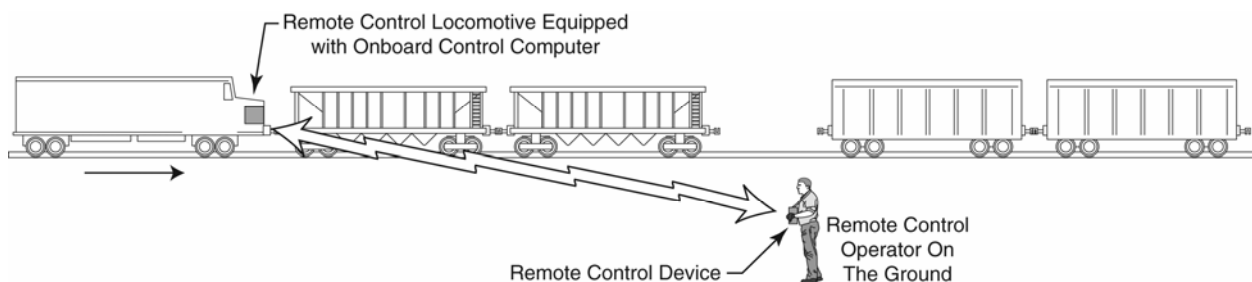 Remote Control Locomotive Equipped
with Onboard Control Computer
Remote Control Device
Remote Control
Operator On
The Ground